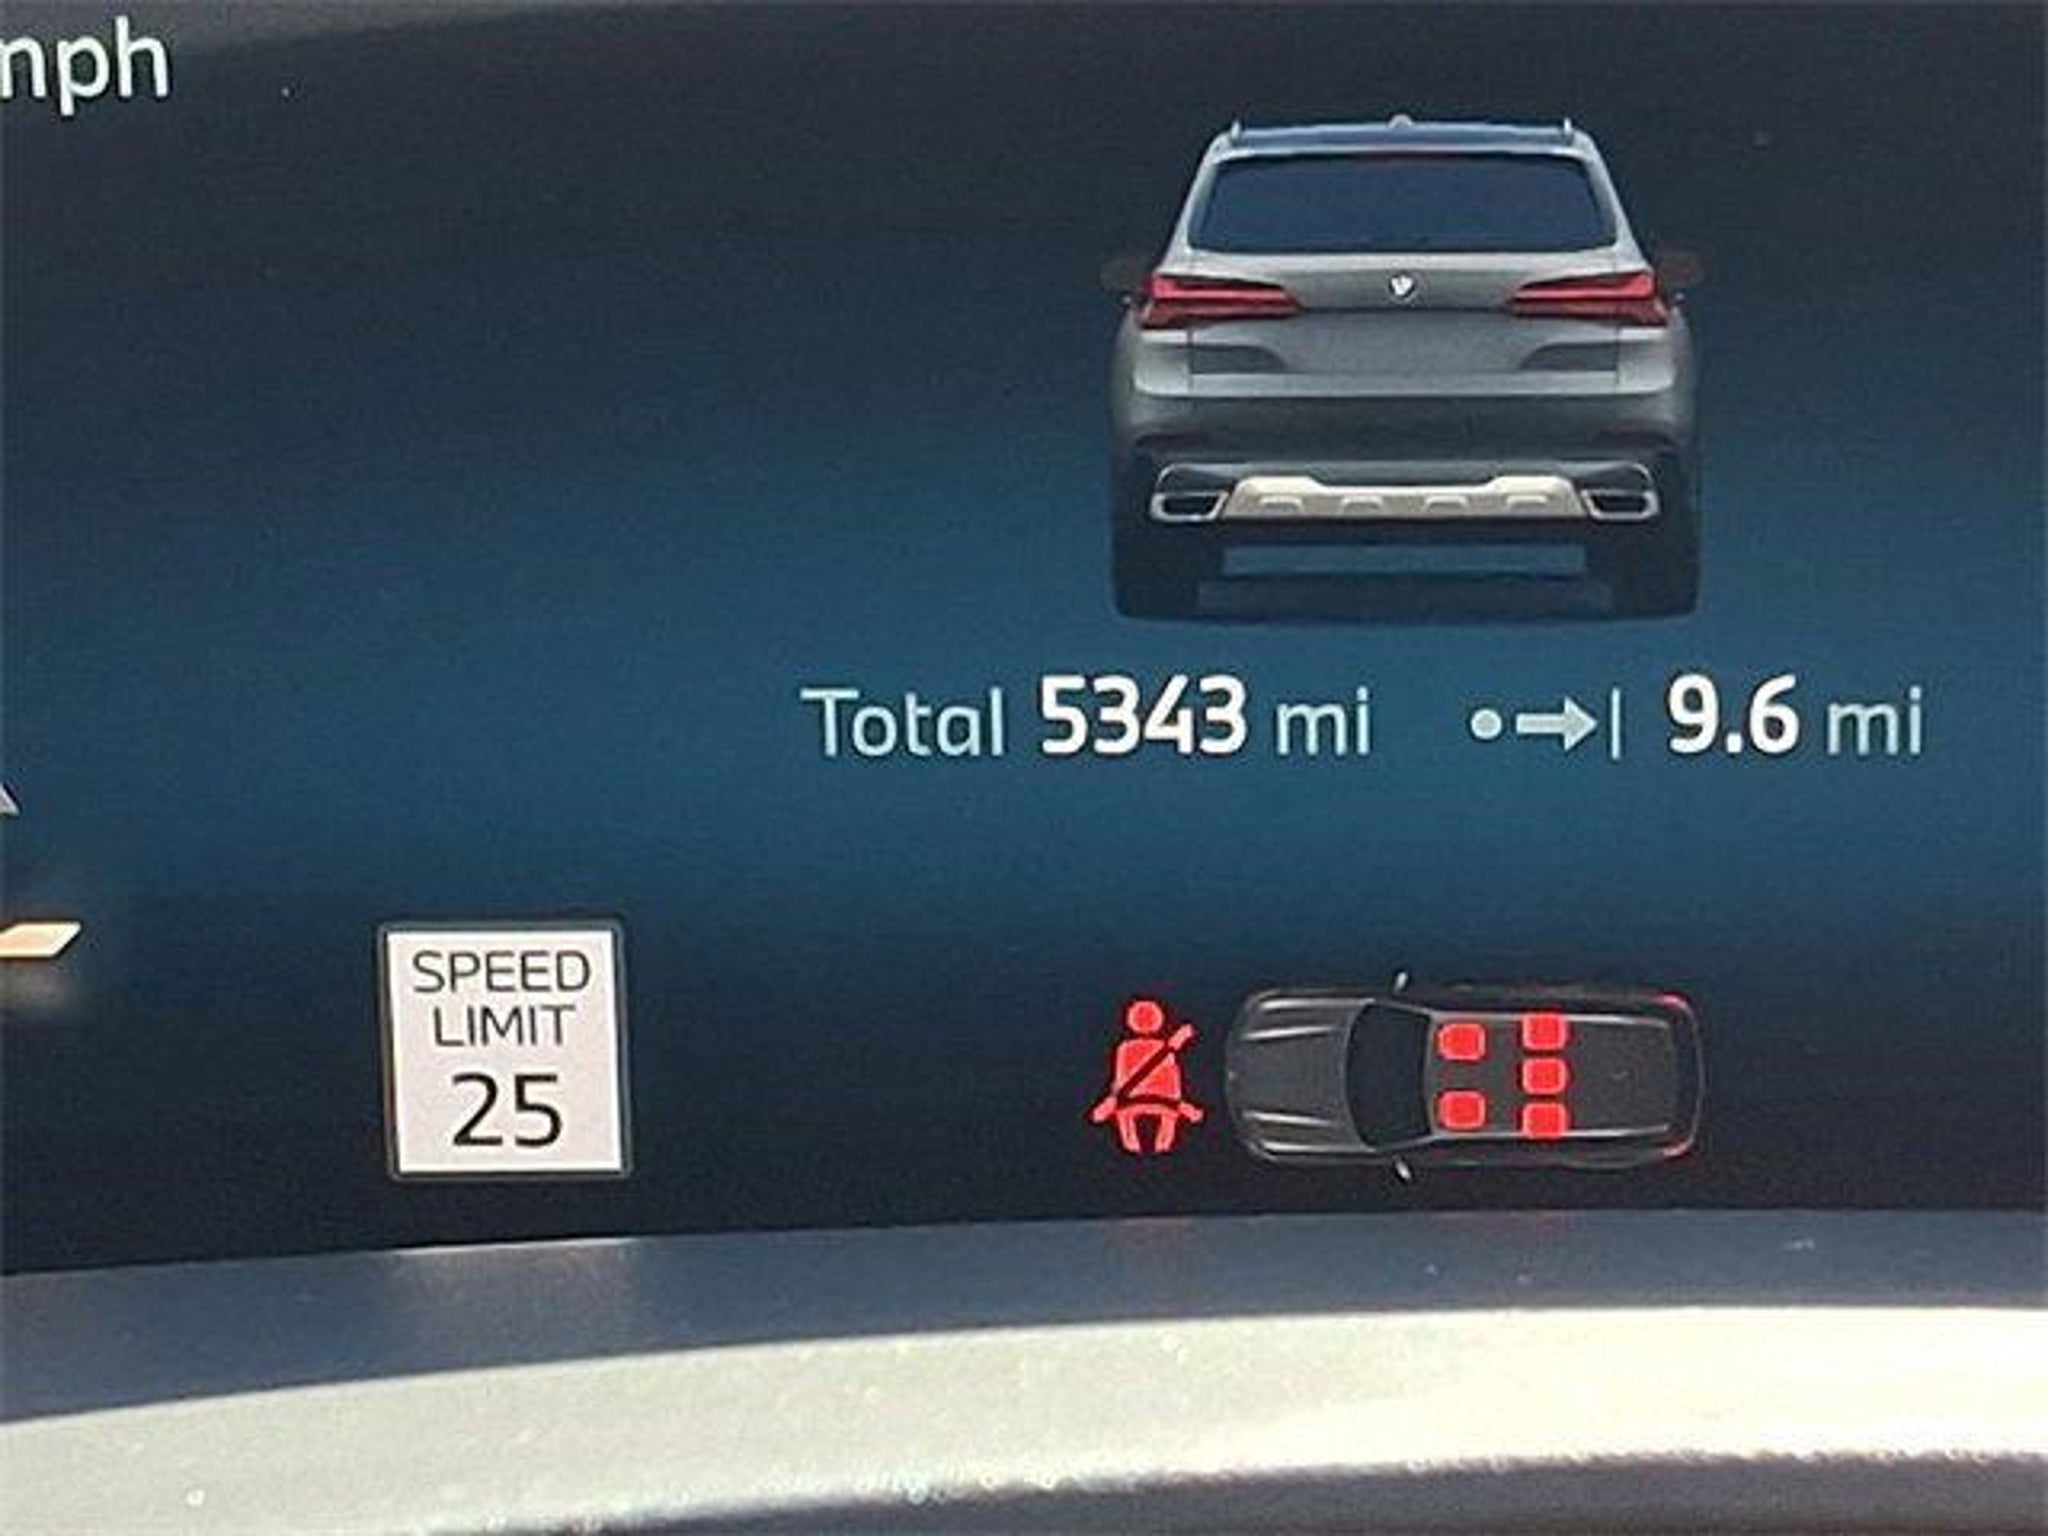 mph
Total 5343 mi 9.6 mi
SPEED
LIMIT
25